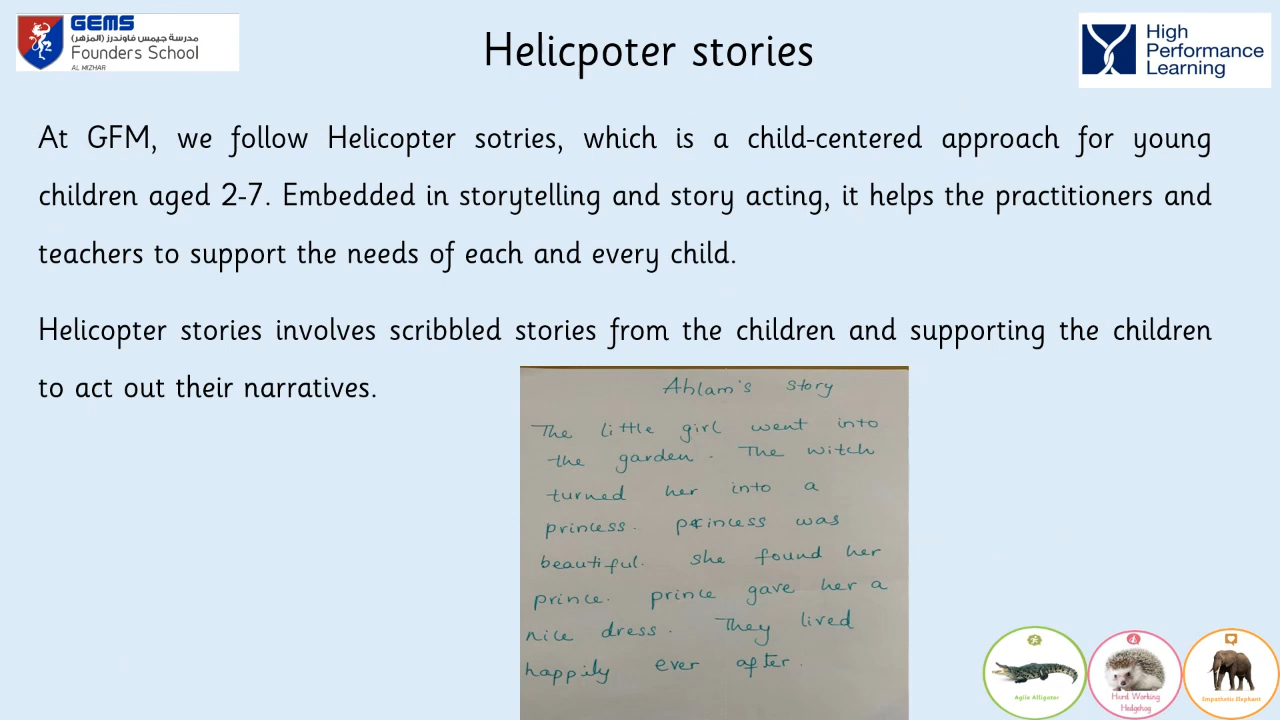 GEMS
مدرسة جيمس فاوندرز (المزهر)
Founders School
AL MIZHAR
Helicpoter stories
High
Performance
Learning
At GFM, we follow Helicopter sotries, which is a child-centered approach for young
children aged 2-7. Embedded in storytelling and story acting, it helps the practitioners and
teachers to support the needs of each and every child.
Helicopter stories involves scribbled stories from the children and supporting the children
to act out their narratives.
Ahlam's story
The little girl went into
the garden. The witch
turned her into a
princess. princess was
beautiful. She found her
prince. prince gave her a
nice dress. They lived
happily ever after.
Agile Alligator
Hard Working
Hedgehog
Empathetic Elephant